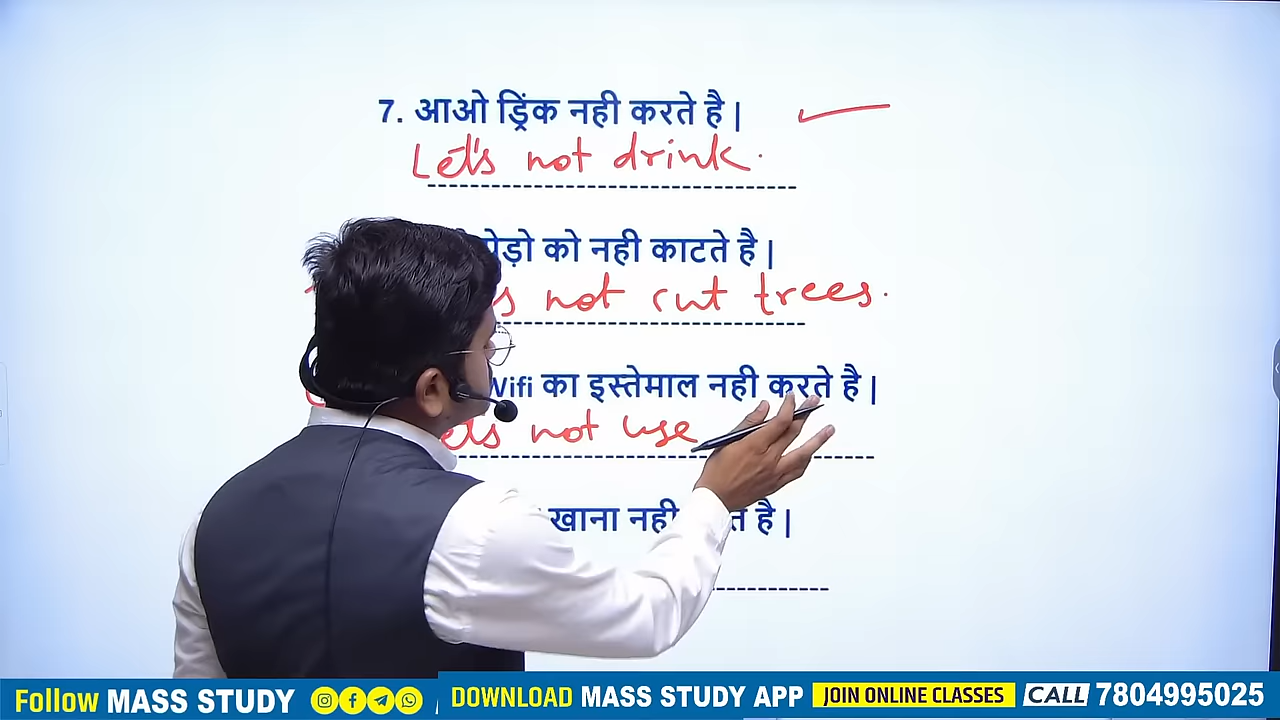 7. आओ ड्रिंक नही करते है |
Let's not drink.
पेड़ो को नही काटते है |
s not cut trees.
Wifi का इस्तेमाल नही करते है |
ets not use
खाना नही है |
Follow MASS STUDY
DOWNLOAD MASS STUDY APP
JOIN ONLINE CLASSES
CALL 7804995025